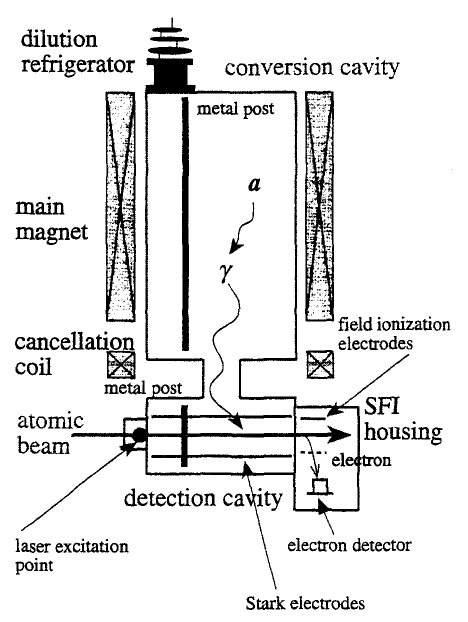 dilution
refrigerator
conversion cavity
metal post
a
main
magnet
γ
field ionization
electrodes
cancellation
coil
metal post
SFI
housing
atomic
beam
electron
detection cavity
laser excitation
point
electron detector
Stark electrodes